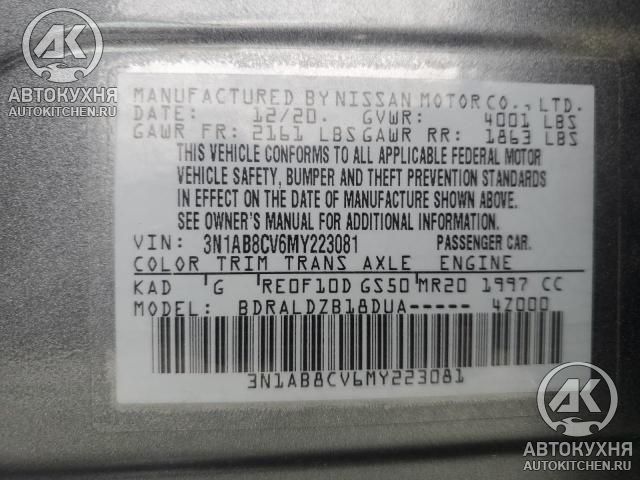 АК
АВТОКУХНЯ
AUTOKITCHEN.RU
MANUFACTURED BY NISSAN MOTOR CO., LTD.
DATE: 12/20. GVWR: 4001 LBS
GAWR FR: 2161 LBS GAWR RR: 1863 LBS
THIS VEHICLE CONFORMS TO ALL APPLICABLE FEDERAL MOTOR
VEHICLE SAFETY, BUMPER AND THEFT PREVENTION STANDARDS
IN EFFECT ON THE DATE OF MANUFACTURE SHOWN ABOVE.
SEE OWNER'S MANUAL FOR ADDITIONAL INFORMATION.
VIN: 3N1AB8CV6MY223081 PASSENGER CAR.
COLOR TRIM TRANS AXLE ENGINE
KAD G RE0F10D GS50 MR20 1997 CC
MODEL: BDRALDZB18DUA----- 4Z000
3N1AB8CV6MY223081
АК
АВТОКУХНЯ
AUTOKITCHEN.RU